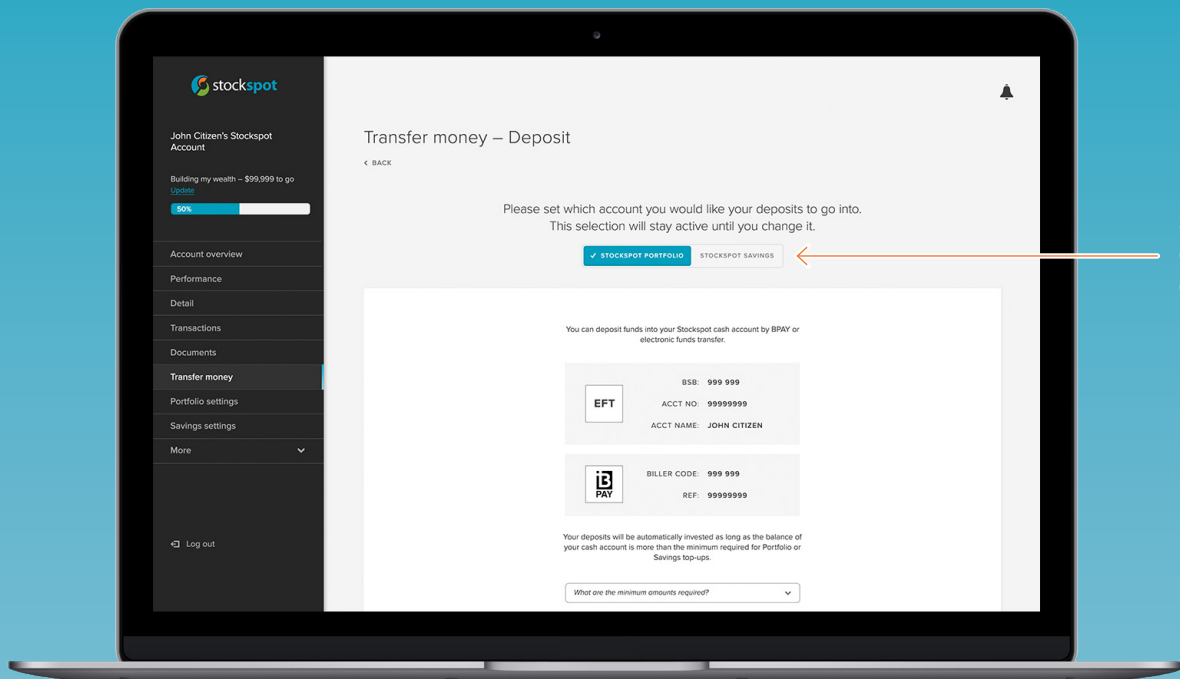 stockspot
John Citizen's Stockspot
Account
Building my wealth – $99,999 to go
Update
50%
Account overview
Performance
Detail
Transactions
Documents
Transfer money
Portfolio settings
Savings settings
More
Log out
Transfer money – Deposit
< BACK
Please set which account you would like your deposits to go into.
This selection will stay active until you change it.
✓ STOCKSPOT PORTFOLIO
STOCKSPOT SAVINGS
You can deposit funds into your Stockspot cash account by BPAY or
electronic funds transfer.
EFT
BSB: 999 999
ACCT NO: 99999999
ACCT NAME: JOHN CITIZEN
B
PAY
BILLER CODE: 999 999
REF: 99999999
Your deposits will be automatically invested as long as the balance of
your cash account is more than the minimum required for Portfolio or
Savings top-ups.
What are the minimum amounts required?